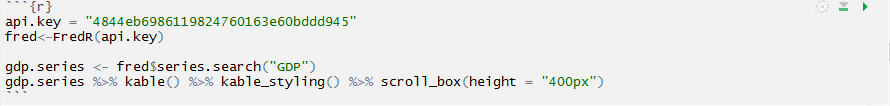 ```{r}
api.key = "4844eb6986119824760163e60bddd945"
fred<-FredR(api.key)
gdp.series <- fred$series.search("GDP")
gdp.series %>% kable() %>% kable_styling() %>% scroll_box(height = "400px")
```